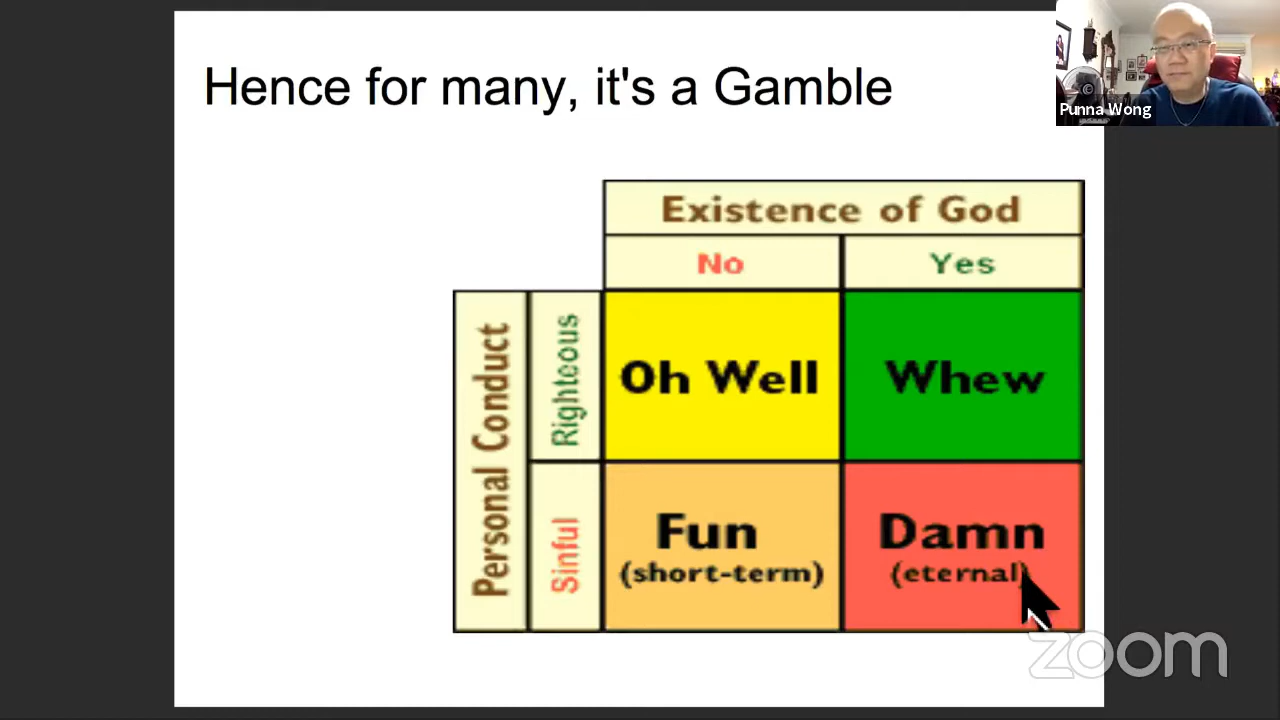 Hence for many, it's a Gamble
Punna Wong
Existence of God
No
Yes
Personal Conduct
Righteous
Oh Well
Whew
Sinful
Fun
(short-term)
Damn
(eternal)
zoom